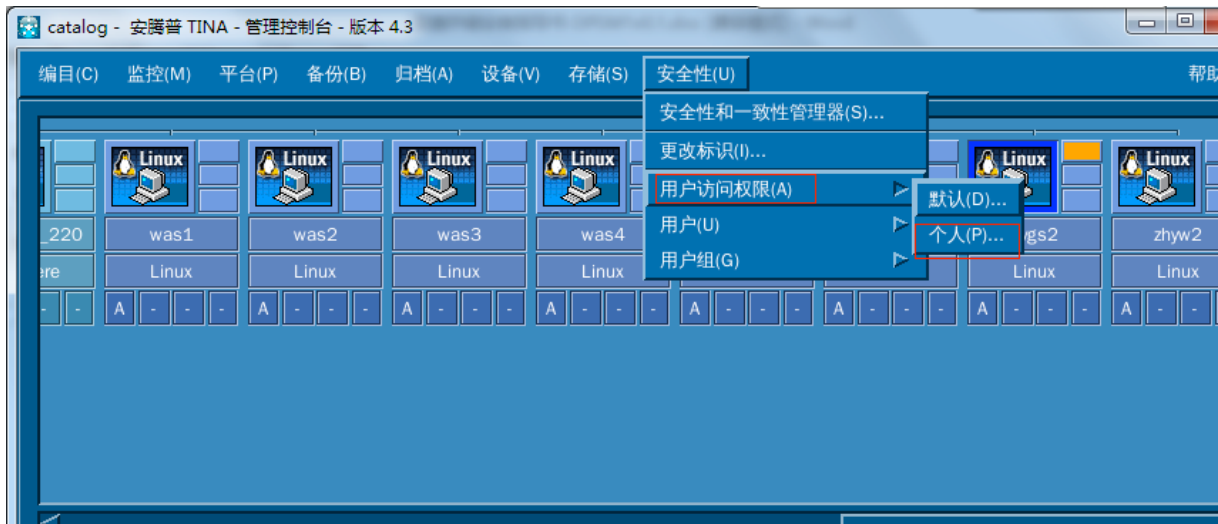 catalog - 安腾普 TINA - 管理控制台 - 版本 4.3
编目(C) 监控(M) 平台(P) 备份(B) 归档(A) 设备(V) 存储(S) 安全性(U) 帮助
安全性和一致性管理器(S)...
更改标识(I)...
用户访问权限(A)
用户(U)
用户组(G)
默认(D)...
个人(P)...
Linux Linux Linux Linux Linux Linux
_220 was1 was2 was3 was4 gs2 zhyw2
ere Linux Linux Linux Linux Linux Linux
- - A - - - A - - - A - - - A - - - A - - - A - - - A - - - A - -